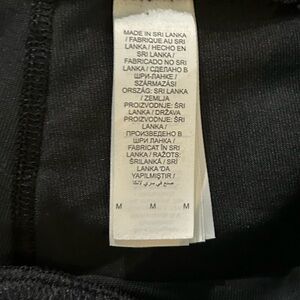 MADE IN SRI LANKA
/ FABRIQUE AU SRI
LANKA / HECHO EN
SRI LANKA /
FABRICADO NO SRI
LANKA / СДЕЛАНО В
ШРИ-ЛАНКЕ /
SZÁRMAZÁSI
ORSZÁG: SRI LANKA
/ ZEMLJA
PROIZVODNJE: ŠRI
LANKA / DRŽAVA
PROIZVODNJE: ŠRI
LANKA /
ПРОИЗВЕДЕНО В
ШРИ ЛАНКА /
FABRICAT ÎN SRI
LANKA / RAŽOTS:
ŠRILANKĀ / SRİ
LANKA'DA
YAPILMIŞTIR /
صنع في سري لانكا
M M M